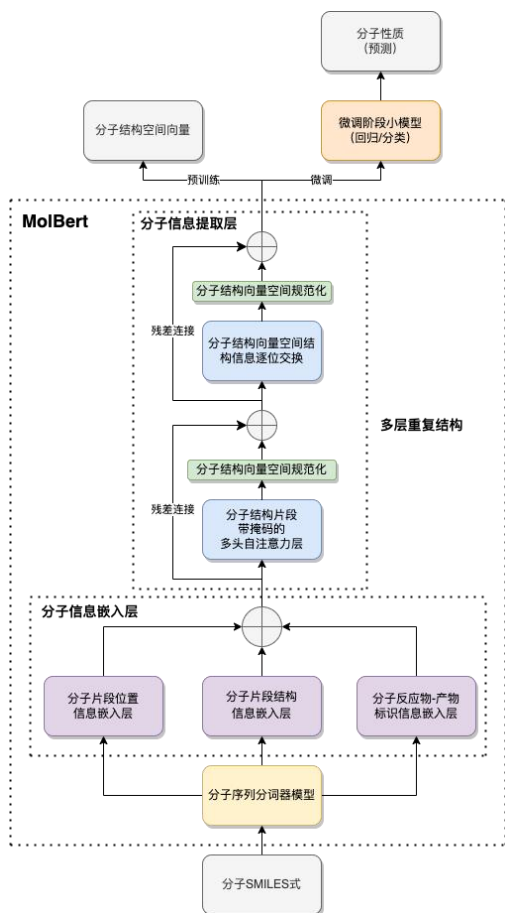 分子性质
(预测)
分子结构空间向量
微调阶段小模型
(回归/分类)
预训练
微调
MolBert
分子信息提取层
分子结构向量空间规范化
残差连接
分子结构向量空间结
构信息逐位交换
多层重复结构
分子结构向量空间规范化
残差连接
分子结构片段
带掩码的
多头自注意力层
分子信息嵌入层
分子片段位置
信息嵌入层
分子片段结构
信息嵌入层
分子反应物-产物
标识信息嵌入层
分子序列分词器模型
分子SMILES式